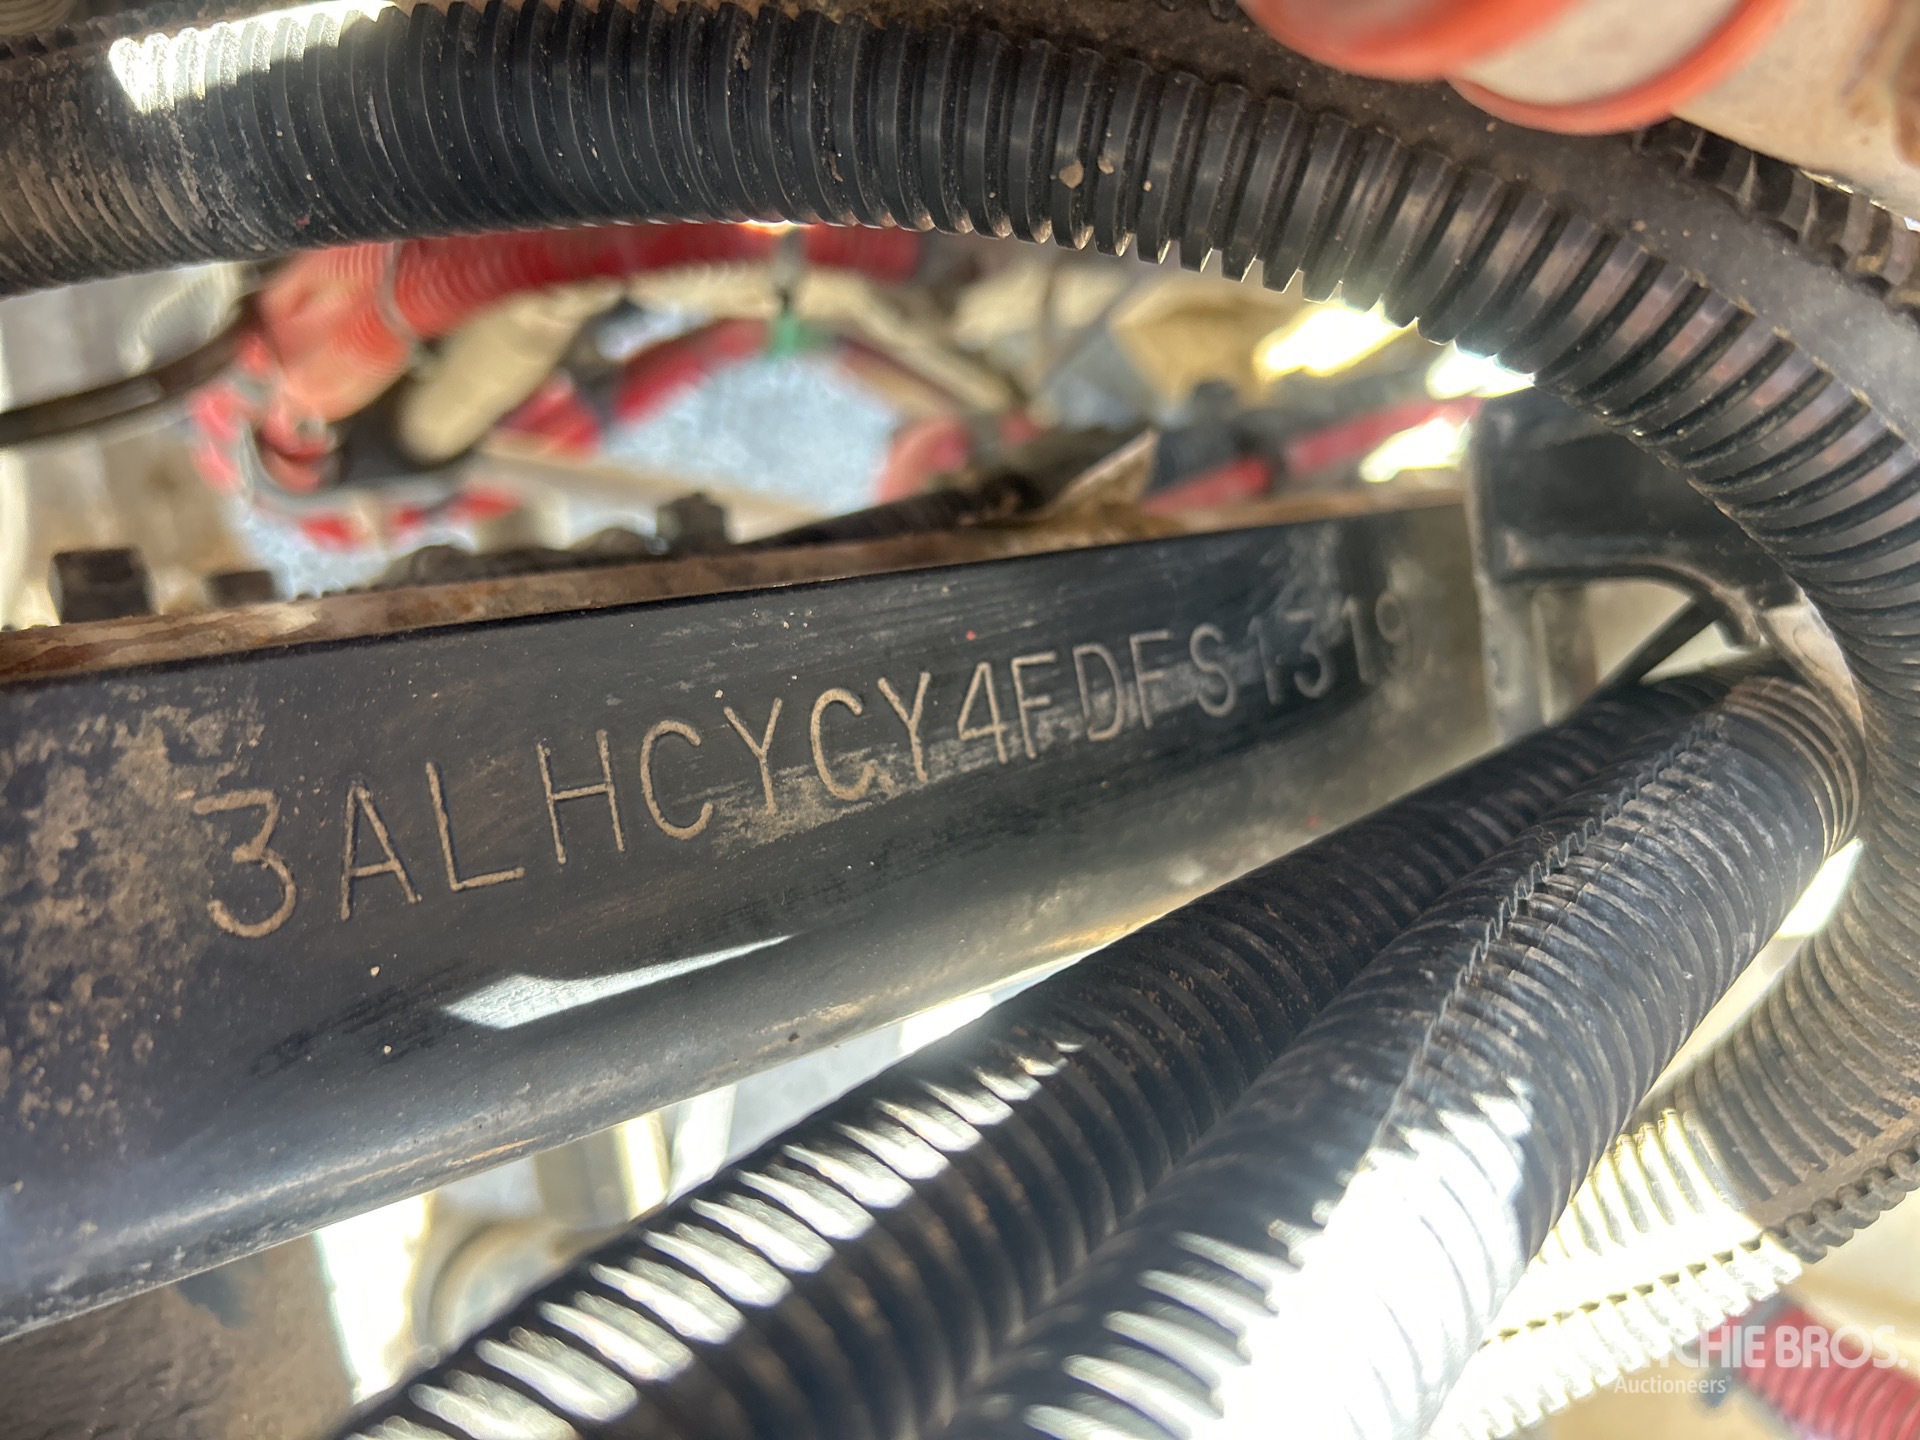 3ALHCYCY4FDFS1319
RITCHIE BROS.
Auctioneers